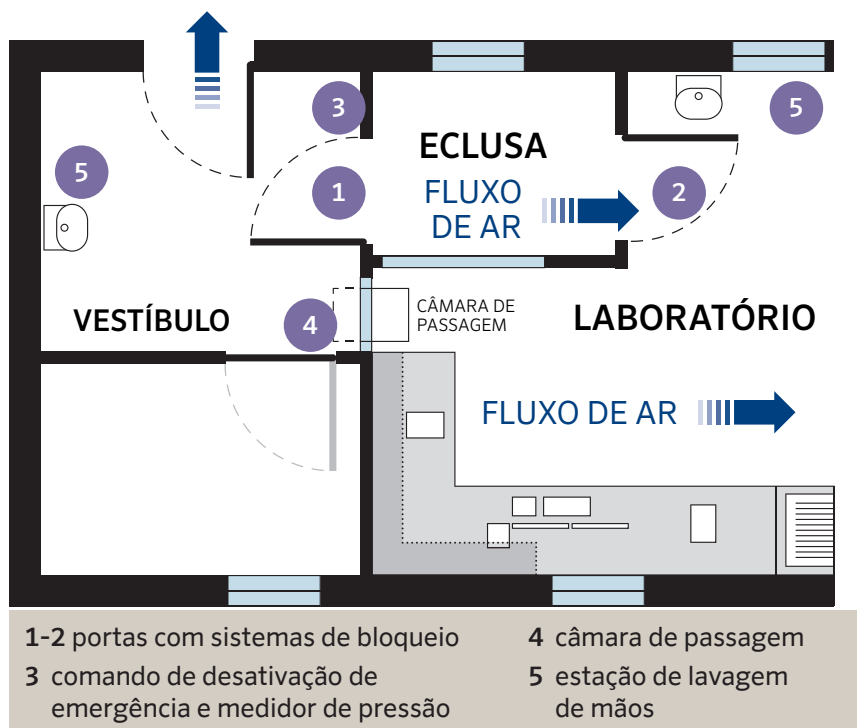 3
5
ECLUSA
5
1
FLUXO
DE AR
2
VESTÍBULO
4
CÂMARA DE
PASSAGEM
LABORATÓRIO
FLUXO DE AR
1-2 portas com sistemas de bloqueio
3 comando de desativação de
emergência e medidor de pressão
4 câmara de passagem
5 estação de lavagem
de mãos